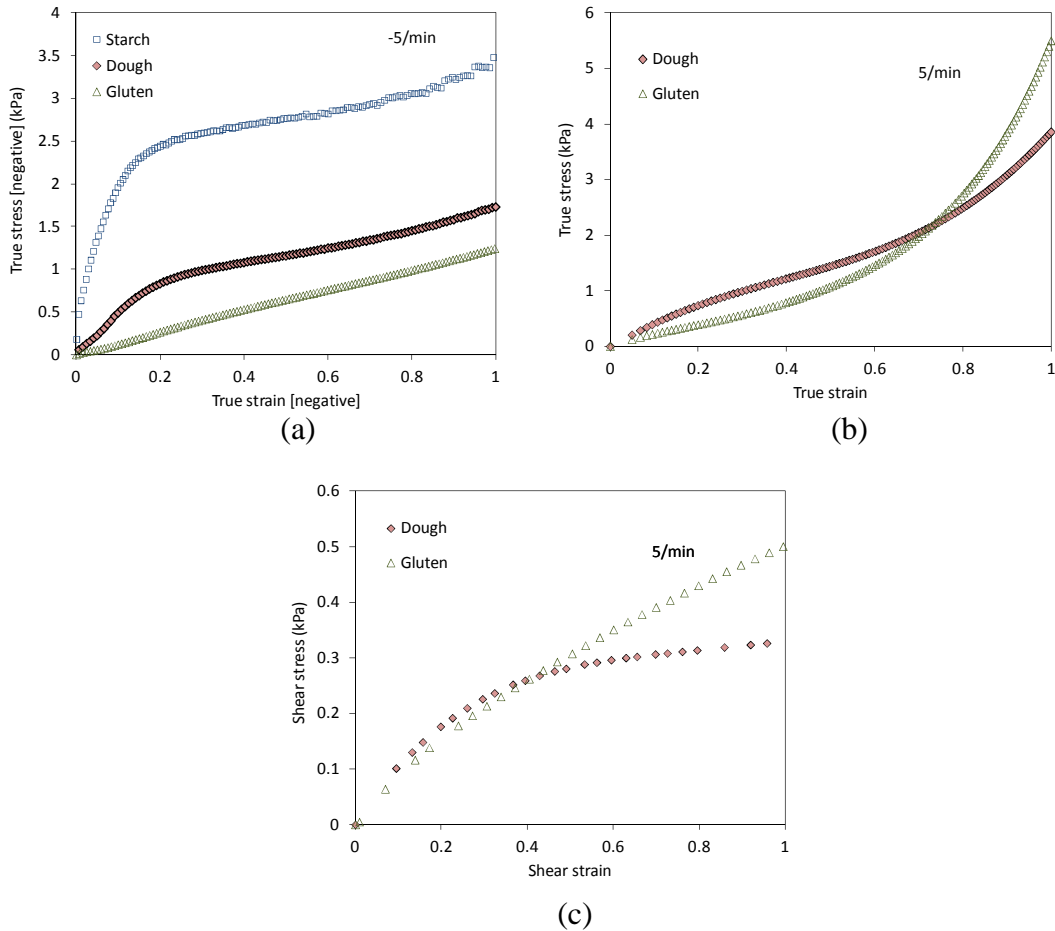 4
3.5
3
2.5
2
1.5
1
0.5
0
0 0.2 0.4 0.6 0.8 1
True stress [negative] (kPa)
True strain [negative]
-5/min
Starch
Dough
Gluten
(a)
6
5
4
3
2
1
0
0 0.2 0.4 0.6 0.8 1
True stress (kPa)
True strain
5/min
Dough
Gluten
(b)
0.6
0.5
0.4
0.3
0.2
0.1
0
0 0.2 0.4 0.6 0.8 1
Shear stress (kPa)
Shear strain
5/min
Dough
Gluten
(c)